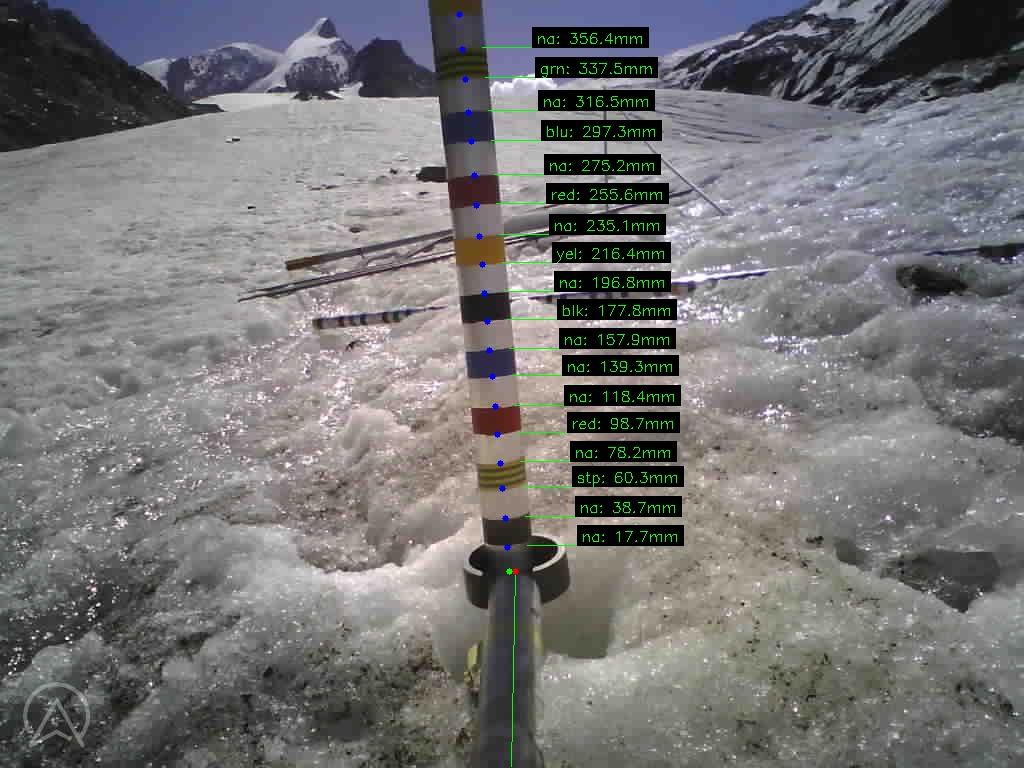 na: 356.4mm
grn: 337.5mm
na: 316.5mm
blu: 297.3mm
na: 275.2mm
red: 255.6mm
na: 235.1mm
yel: 216.4mm
na: 196.8mm
blk: 177.8mm
na: 157.9mm
na: 139.3mm
na: 118.4mm
red: 98.7mm
na: 78.2mm
stp: 60.3mm
na: 38.7mm
na: 17.7mm